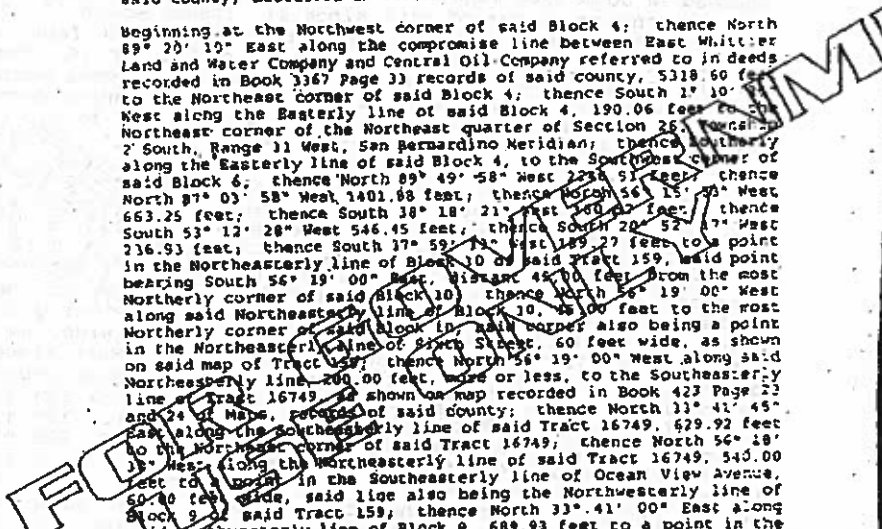 said County,
Beginning at the Northwest corner of said Block 4; thence North
89° 20' 10" East along the compromise line between East Whittier
Land and Water Company and Central Oil Company referred to in deeds
recorded in Book 3367 Page 33 records of said county, 5318.60 feet
to the Northeast corner of said Block 4; thence South 1° 10'
West along the Easterly line of said Block 4, 190.06 feet to the
Northeast corner of the Northeast quarter of Section 26, Township
2 South, Range 11 West, San Bernardino Meridian; thence Southerly
along the Easterly line of said Block 4, to the Southwest corner of
said Block 6; thence North 89° 49' 58" West feet; thence
North 87° 03' 58" West 1401.88 feet; thence North 56° 15' West
663.25 feet; thence South 38° 18' 21" West feet; thence
South 53° 12' 28" West 546.45 feet; thence South 20° 52' West
236.93 feet; thence South 37° 59' West 189.27 feet to a point
in the Northeasterly line of Block 10 of said Tract 159, said point
bearing South 56° 19' 00" East, distant 45.00 feet from the most
Northerly corner of said Block 10; thence North 56° 19' 00" West
along said Northeasterly line of Block 10, feet to the most
Northerly corner of said Block 10, said corner also being a point
in the Northeasterly line of Sixth Street, 60 feet wide, as shown
on said map of Tract 159; thence North 56° 19' 00" West along said
Northeasterly line, 200.00 feet, more or less, to the Southeasterly
line of Tract 16749, as shown on map recorded in Book 423 Page 23
and 24 of Maps, records of said county; thence North 33° 41' 45"
East along the Southeasterly line of said Tract 16749, 629.92 feet
to the Northeast corner of said Tract 16749; thence North 56° 18'
West along the Northeasterly line of said Tract 16749, 540.00
feet to a point in the Southeasterly line of Ocean View Avenue,
60.00 feet wide, said line also being the Northwesterly line of
Block 9 of said Tract 159; thence North 33° 41' 00" East along
line of Block 9, 689.93 feet to a point in the